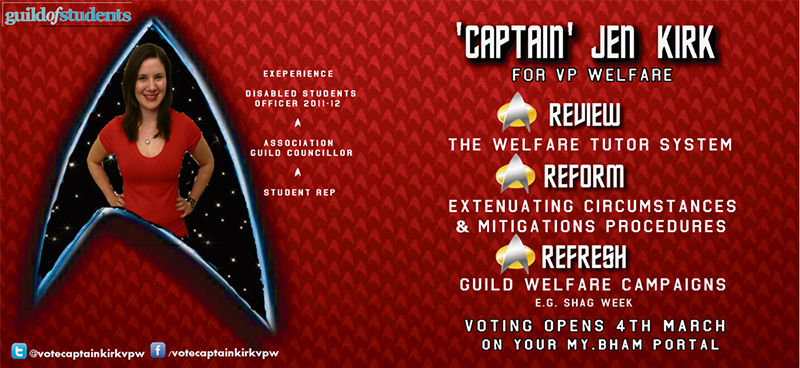 guildofstudents
EXEPERIENCE
DISABLED STUDENTS
OFFICER 2011-12
ASSOCIATION
GUILD COUNCILLOR
STUDENT REP
'CAPTAIN' JEN KIRK
FOR VP WELFARE
REVIEW
THE WELFARE TUTOR SYSTEM
REFORM
EXTENUATING CIRCUMSTANCES
& MITIGATIONS PROCEDURES
REFRESH
GUILD WELFARE CAMPAIGNS
E.G. SHAG WEEK
VOTING OPENS 4TH MARCH
ON YOUR MY.BHAM PORTAL
@votecaptainkirkvpw f /votecaptainkirkvpw